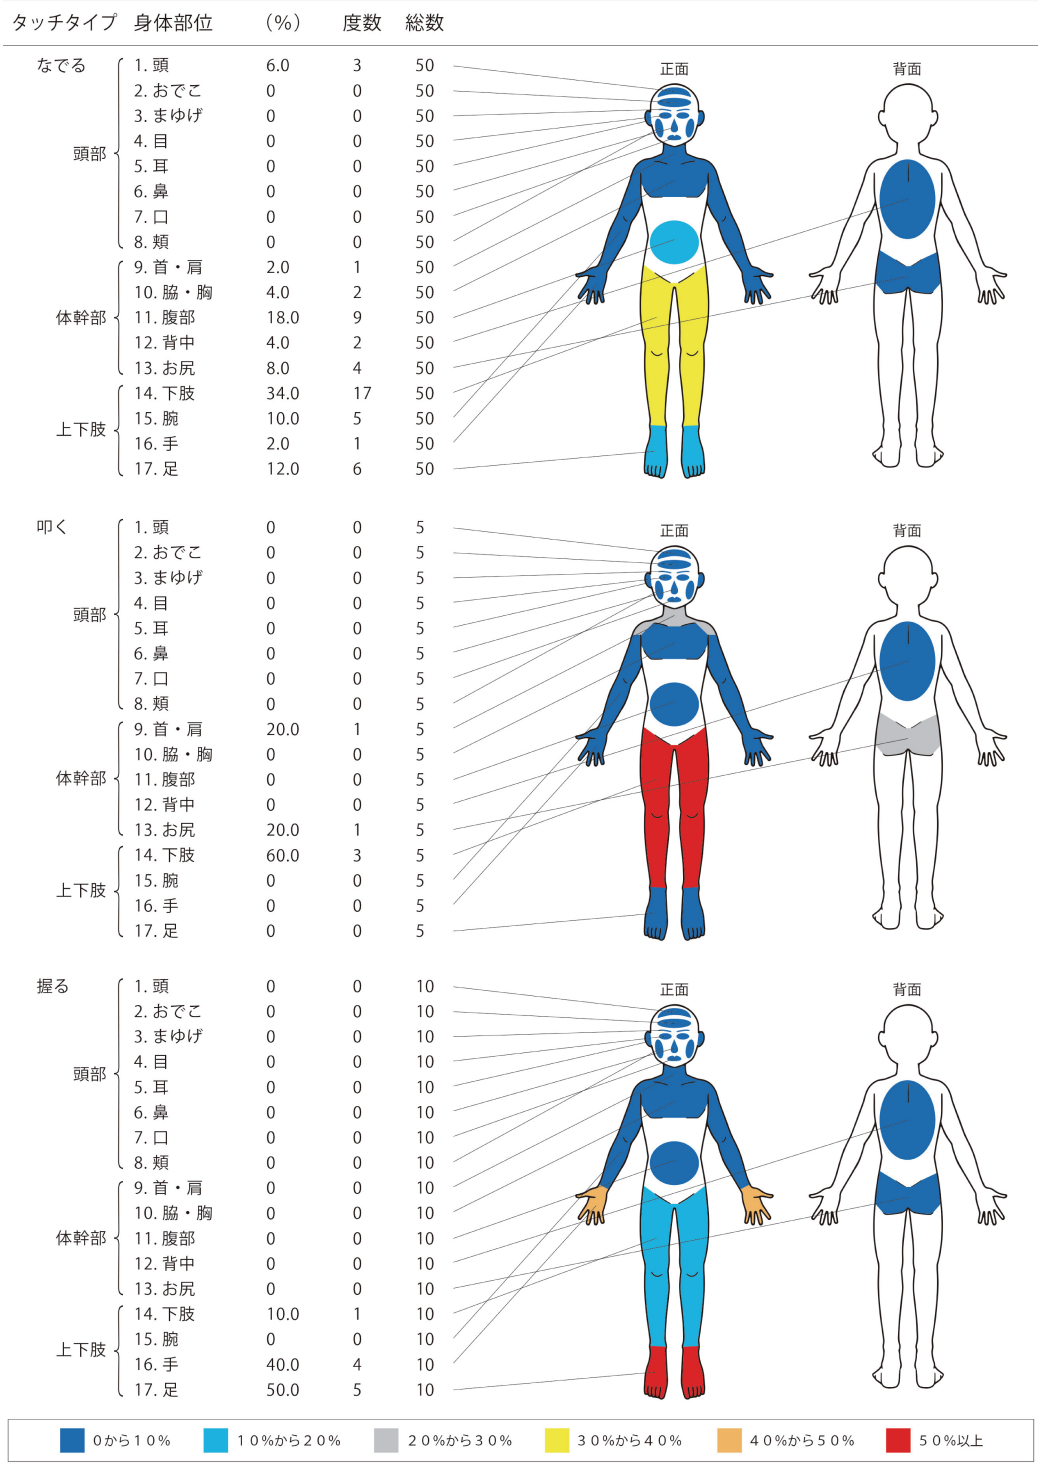 タッチタイプ 身体部位 （%） 度数 総数
なでる 1. 頭 6.0 3 50 正面 背面
2. おでこ 0 0 50
3. まゆげ 0 0 50
4. 目 0 0 50
頭部 5. 耳 0 0 50
6. 鼻 0 0 50
7. 口 0 0 50
8. 頬 0 0 50
9. 首・肩 2.0 1 50
10. 脇・胸 4.0 2 50
体幹部 11. 腹部 18.0 9 50
12. 背中 4.0 2 50
13. お尻 8.0 4 50
14. 下肢 34.0 17 50
15. 腕 10.0 5 50
上下肢 16. 手 2.0 1 50
17. 足 12.0 6 50
叩く 1. 頭 0 0 5 正面 背面
2. おでこ 0 0 5
3. まゆげ 0 0 5
4. 目 0 0 5
頭部 5. 耳 0 0 5
6. 鼻 0 0 5
7. 口 0 0 5
8. 頬 0 0 5
9. 首・肩 20.0 1 5
10. 脇・胸 0 0 5
体幹部 11. 腹部 0 0 5
12. 背中 0 0 5
13. お尻 20.0 1 5
14. 下肢 60.0 3 5
15. 腕 0 0 5
上下肢 16. 手 0 0 5
17. 足 0 0 5
握る 1. 頭 0 0 10 正面 背面
2. おでこ 0 0 10
3. まゆげ 0 0 10
4. 目 0 0 10
頭部 5. 耳 0 0 10
6. 鼻 0 0 10
7. 口 0 0 10
8. 頬 0 0 10
9. 首・肩 0 0 10
10. 脇・胸 0 0 10
体幹部 11. 腹部 0 0 10
12. 背中 0 0 10
13. お尻 0 0 10
14. 下肢 10.0 1 10
15. 腕 0 0 10
上下肢 16. 手 40.0 4 10
17. 足 50.0 5 10
０から１０% １０%から２０% ２０%から３０% ３０%から４０% ４０%から５０% ５０%以上